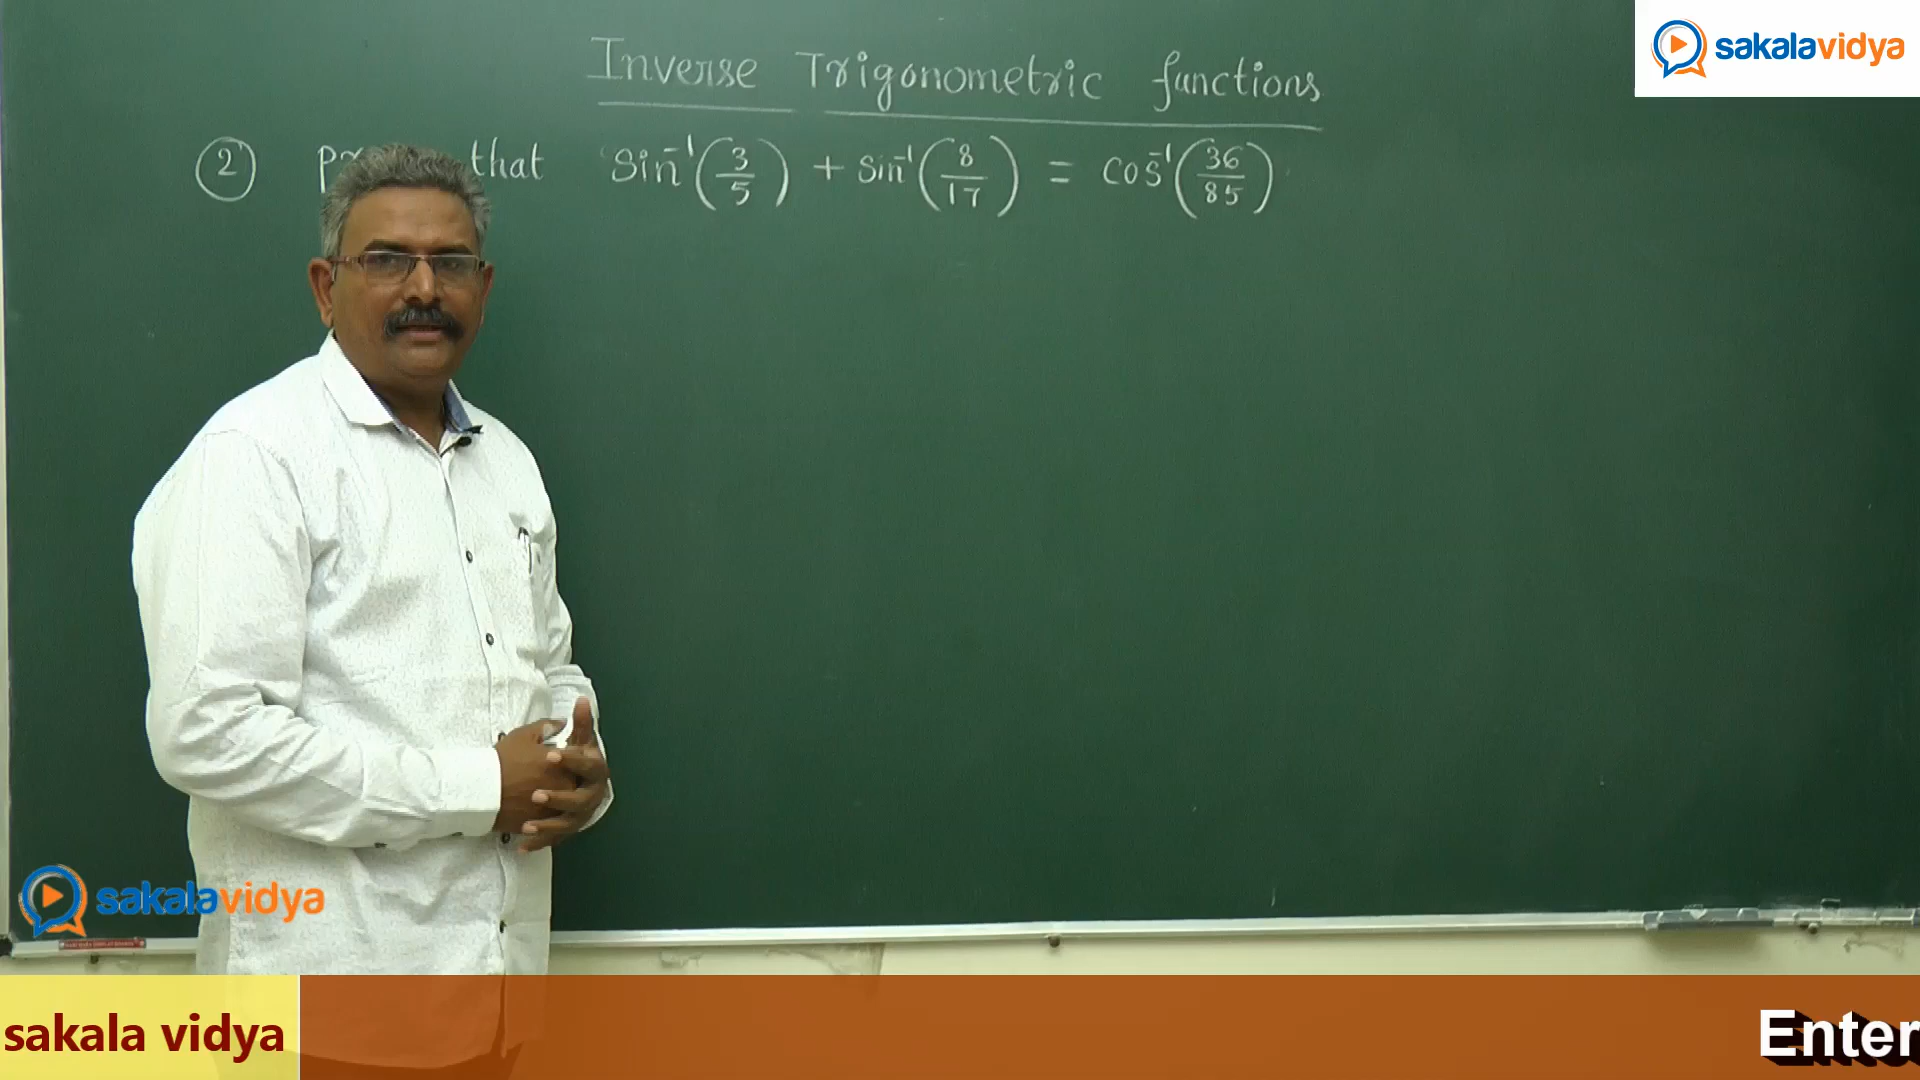 sakalavidya
Inverse Trigonometric functions
② that Sin⁻¹(3/5) + Sin⁻¹(8/17) = Cos⁻¹(36/85)
sakalavidya
sakala vidya
Enter